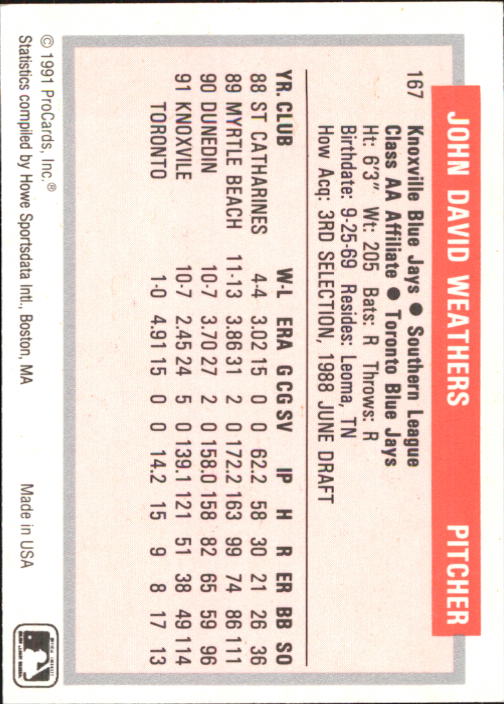 JOHN DAVID WEATHERS PITCHER
167 Knoxville Blue Jays ● Southern League
Class AA Affiliate ● Toronto Blue Jays
Ht: 6'3" Wt: 205 Bats: R Throws: R
Birthdate: 9-25-69 Resides: Leoma, TN
How Acq: 3RD SELECTION, 1988 JUNE DRAFT
YR. CLUB W-L ERA G CG SV IP H R ER BB SO
88 ST CATHARINES 4-4 3.02 15 0 0 62.2 58 30 21 26 36
89 MYRTLE BEACH 11-13 3.86 31 2 0 172.2 163 99 74 86 111
90 DUNEDIN 10-7 3.70 27 2 0 158.0 158 82 65 59 96
91 KNOXVILE 10-7 2.45 24 5 0 139.1 121 51 38 49 114
TORONTO 1-0 4.91 15 0 0 14.2 15 9 8 17 13
© 1991 ProCards, Inc.®
Statistics compiled by Howe Sportsdata Intl., Boston, MA Made in USA